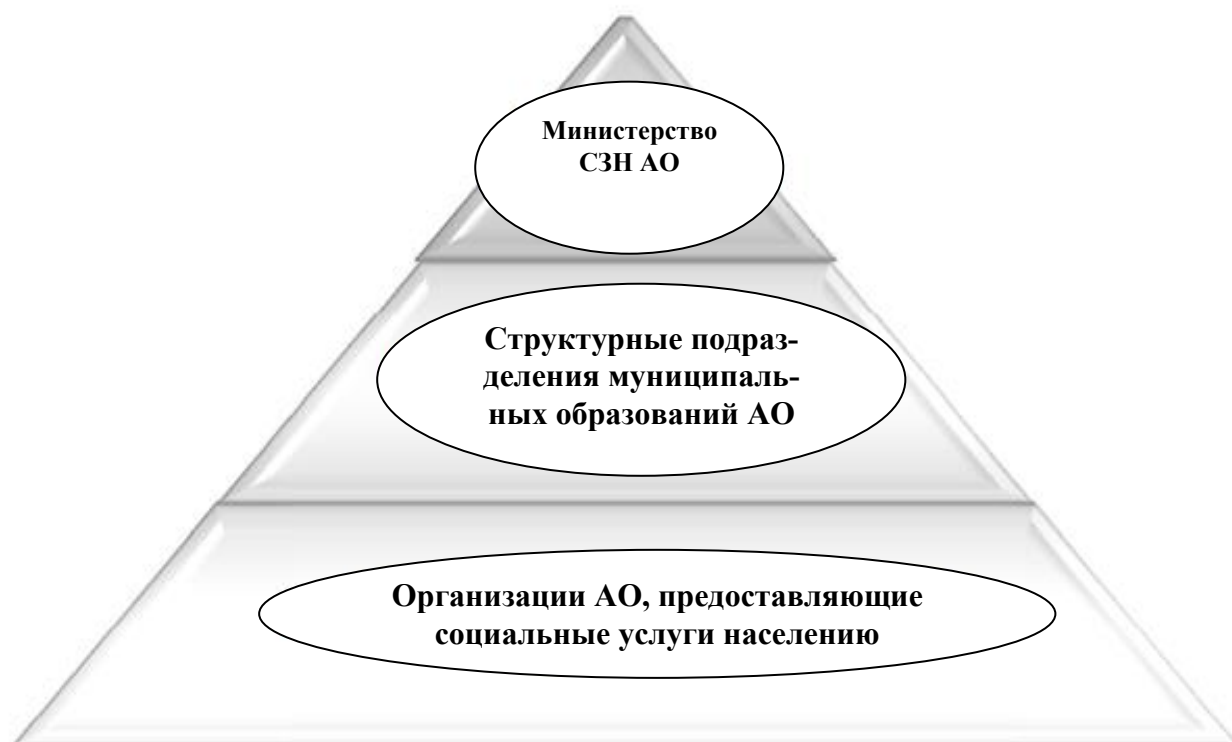 Министерство
СЗН АО
Структурные подраз-
деления муниципаль-
ных образований АО
Организации АО, предоставляющие
социальные услуги населению